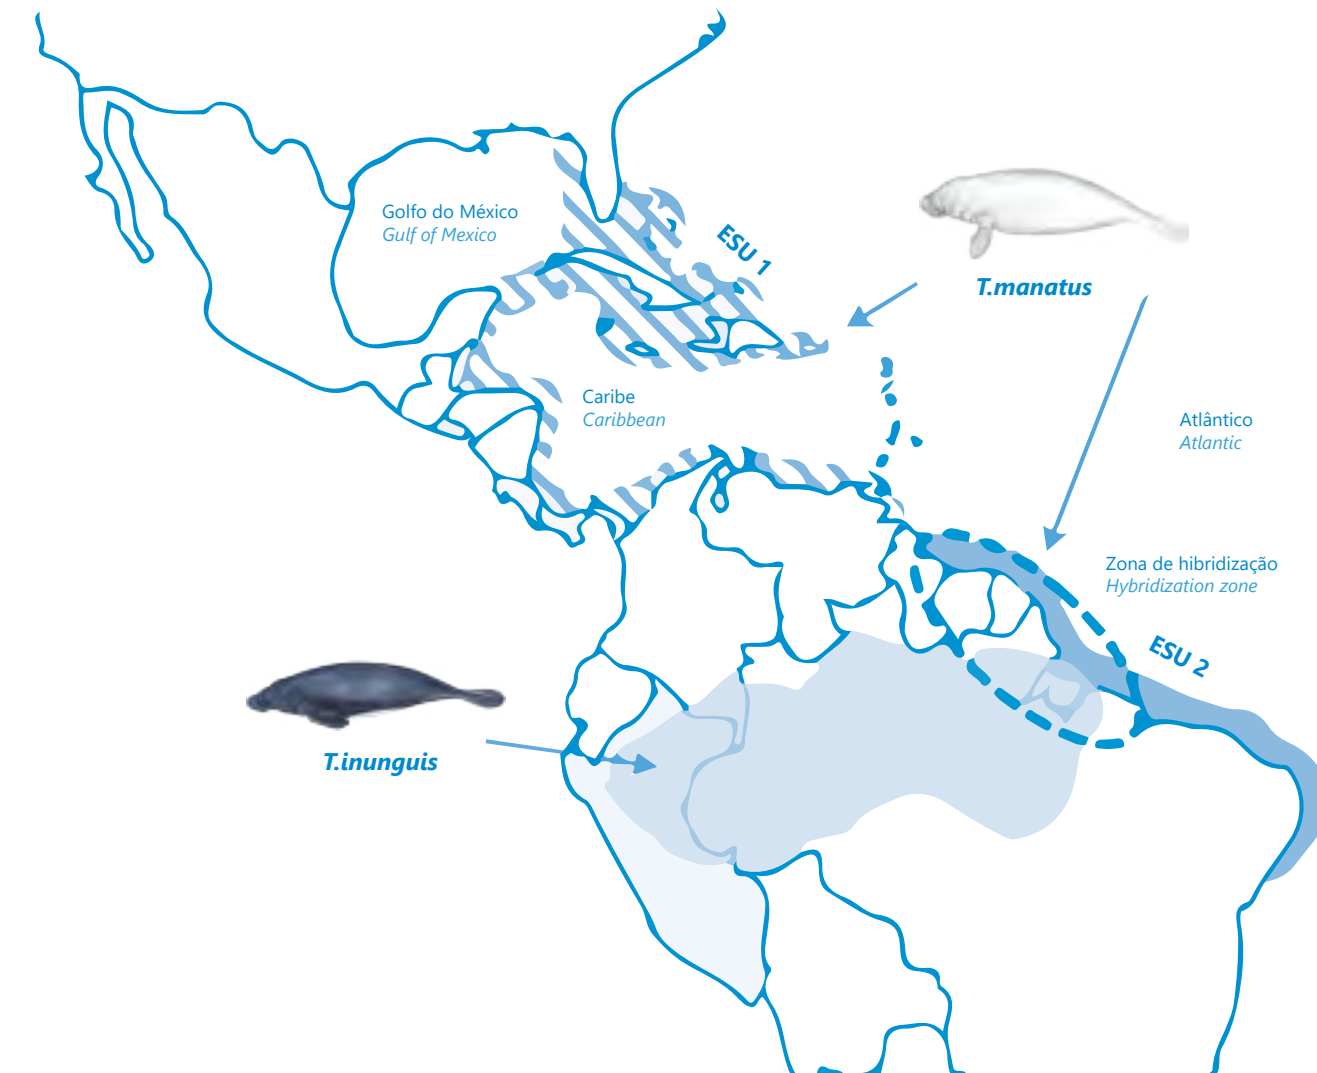 Golfo do México
Gulf of Mexico
ESU 1
T.manatus
Caribe
Caribbean
Atlântico
Atlantic
Zona de hibridização
Hybridization zone
ESU 2
T.inunguis